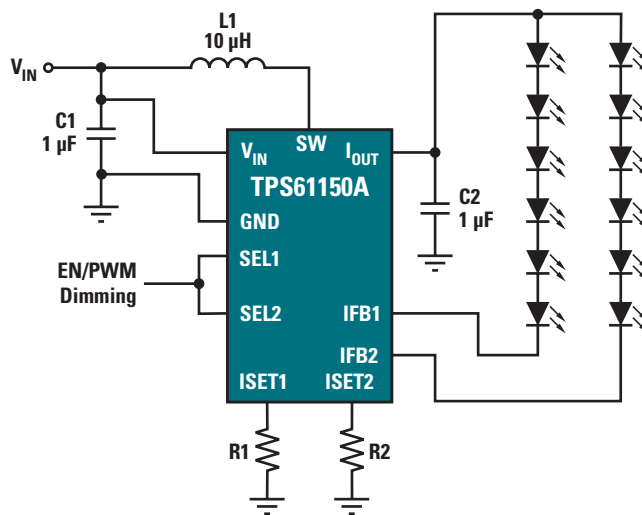 L1
10 µH
VIN
C1
1 µF
SW
VIN
IOUT
TPS61150A
C2
1 µF
GND
SEL1
EN/PWM
Dimming
SEL2
IFB1
IFB2
ISET1
ISET2
R1
R2